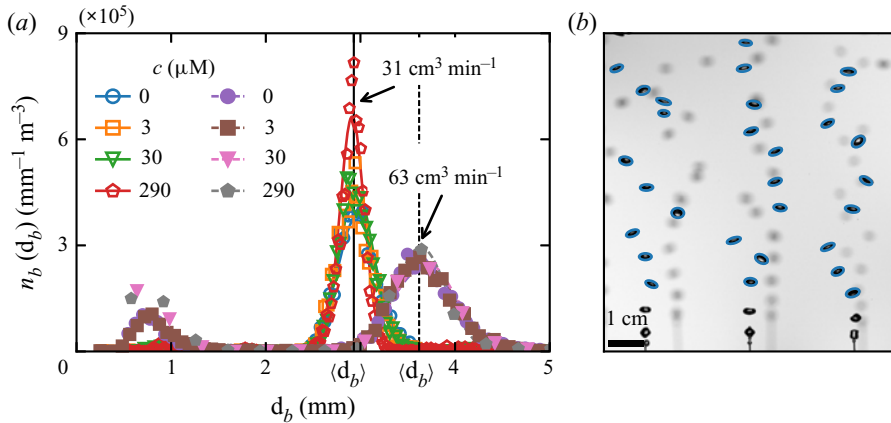 (a)
(×10⁵)
9
6
3
0
n_b (d_b) (mm⁻¹ m⁻³)
c (μM)
0 0
3 3
30 30
290 290
31 cm³ min⁻¹
63 cm³ min⁻¹
1 2 ⟨d_b⟩ ⟨d_b⟩ 4 5
d_b (mm)
(b)
1 cm